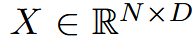 X ∈ ℝ^{N×D}